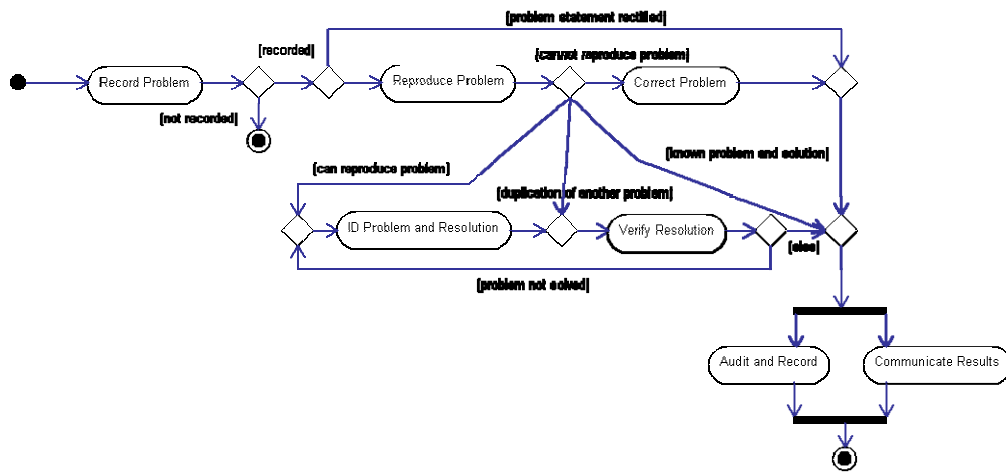 [problem statement rectified]
[recorded]
[cannot reproduce problem]
Record Problem
Reproduce Problem
Correct Problem
[not recorded]
[can reproduce problem]
[known problem and solution]
[duplication of another problem]
ID Problem and Resolution
Verify Resolution
[else]
[problem not solved]
Audit and Record
Communicate Results